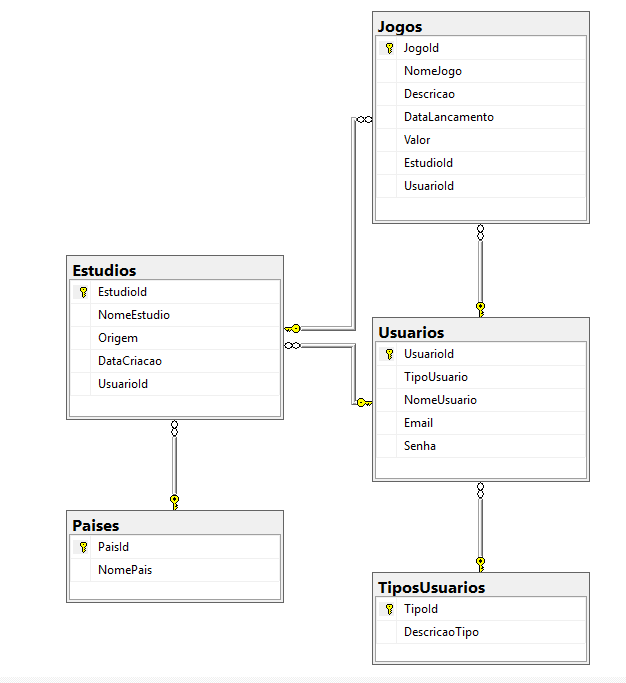 Jogos
JogoId
NomeJogo
Descricao
DataLancamento
Valor
EstudioId
UsuarioId
Estudios
EstudioId
NomeEstudio
Origem
DataCriacao
UsuarioId
Usuarios
UsuarioId
TipoUsuario
NomeUsuario
Email
Senha
Paises
PaisId
NomePais
TiposUsuarios
TipoId
DescricaoTipo